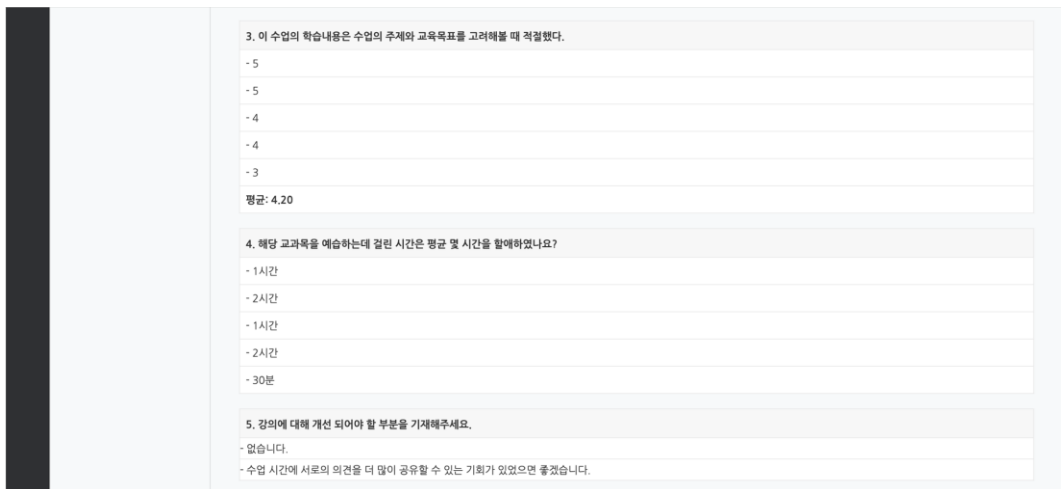 3. 이 수업의 학습내용은 수업의 주제와 교육목표를 고려해볼 때 적절했다.
- 5
- 5
- 4
- 4
- 3
평균: 4.20
4. 해당 교과목을 예습하는데 걸린 시간은 평균 몇 시간을 할애하였나요?
- 1시간
- 2시간
- 1시간
- 2시간
- 30분
5. 강의에 대해 개선 되어야 할 부분을 기재해주세요.
- 없습니다.
- 수업 시간에 서로의 의견을 더 많이 공유할 수 있는 기회가 있었으면 좋겠습니다.